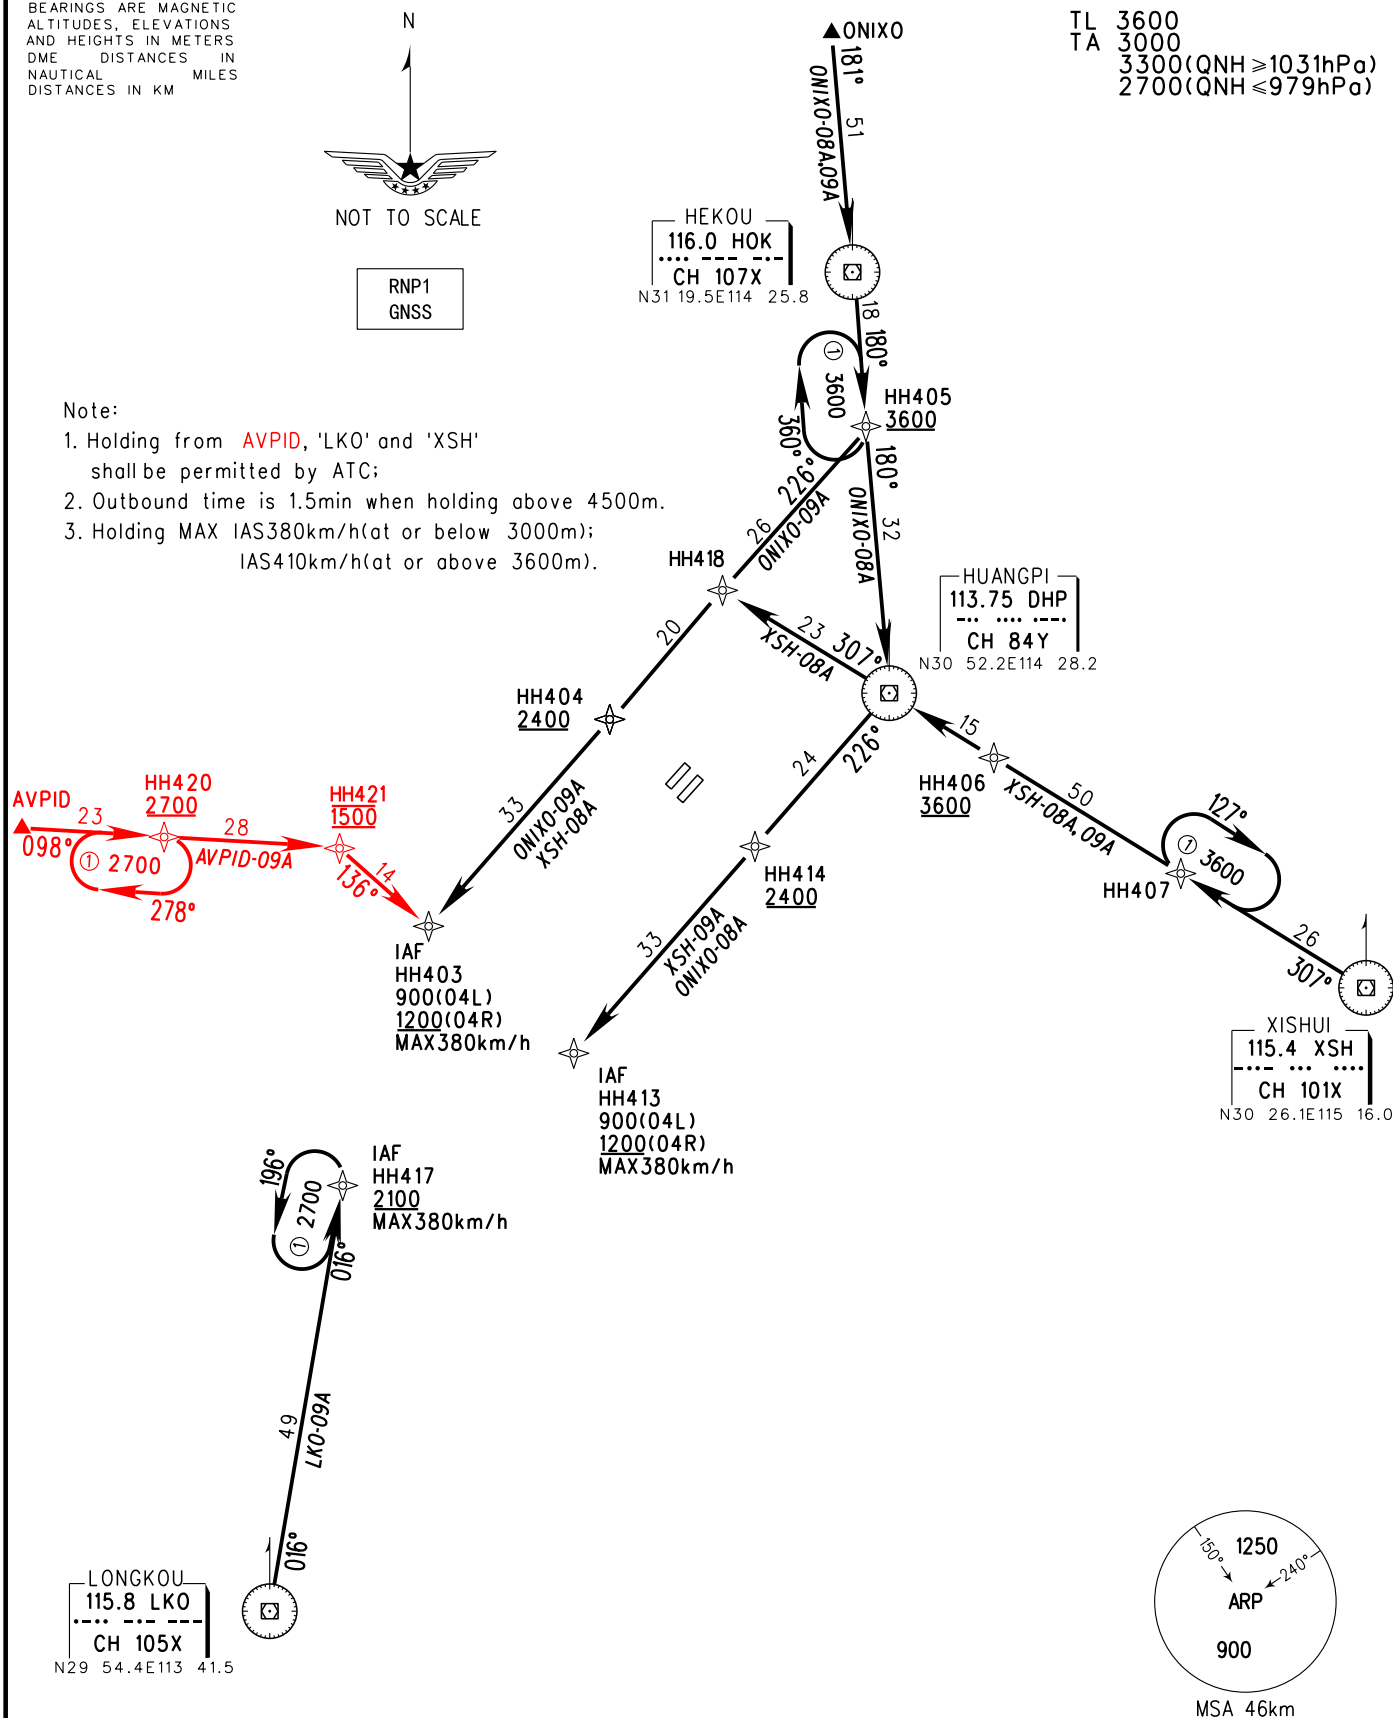 BEARINGS ARE MAGNETIC
ALTITUDES, ELEVATIONS
AND HEIGHTS IN METERS
DME DISTANCES IN
NAUTICAL MILES
DISTANCES IN KM
N
NOT TO SCALE
RNP1
GNSS
TL 3600
TA 3000
3300(QNH ≥1031hPa)
2700(QNH ≤979hPa)
ONIXO
181°
51
ONIXO-08A,09A
HEKOU
116.0 HOK
CH 107X
N31 19.5E114 25.8
18
180°
① 3600
360°
HH405
3600
Note:
1. Holding from AVPID, 'LKO' and 'XSH'
shall be permitted by ATC;
2. Outbound time is 1.5min when holding above 4500m.
3. Holding MAX IAS380km/h(at or below 3000m);
IAS410km/h(at or above 3600m).
226°
26
ONIXO-09A
180°
32
ONIXO-08A
HH418
HUANGPI
113.75 DHP
CH 84Y
N30 52.2E114 28.2
23
307°
XSH-08A
20
HH404
2400
33
ONIXO-09A
XSH-08A
226°
24
15
HH406
3600
50
XSH-08A,09A
127°
① 3600
HH407
26
307°
XISHUI
115.4 XSH
CH 101X
N30 26.1E115 16.0
AVPID
23
098°
HH420
2700
① 2700
278°
28
AVPID-09A
HH421
1500
14
136°
IAF
HH403
900(04L)
1200(04R)
MAX380km/h
HH414
2400
33
XSH-09A
ONIXO-08A
IAF
HH413
900(04L)
1200(04R)
MAX380km/h
196°
① 2700
016°
IAF
HH417
2100
MAX380km/h
49
LKO-09A
016°
LONGKOU
115.8 LKO
CH 105X
N29 54.4E113 41.5
150°
1250
240°
ARP
900
MSA 46km